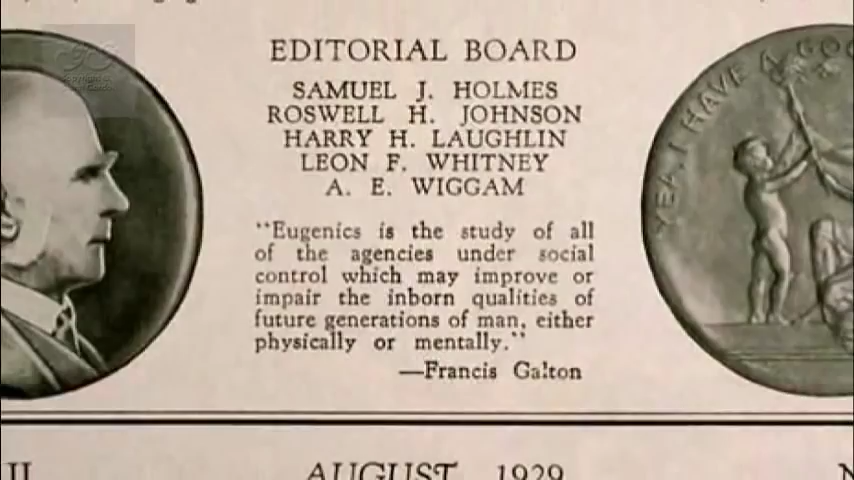 EDITORIAL BOARD
SAMUEL J. HOLMES
ROSWELL H. JOHNSON
HARRY H. LAUGHLIN
LEON F. WHITNEY
A. E. WIGGAM
"Eugenics is the study of all
of the agencies under social
control which may improve or
impair the inborn qualities of
future generations of man, either
physically or mentally."
—Francis Galton
YEA, I HAVE A GOO
II
AUGUST 1929
N